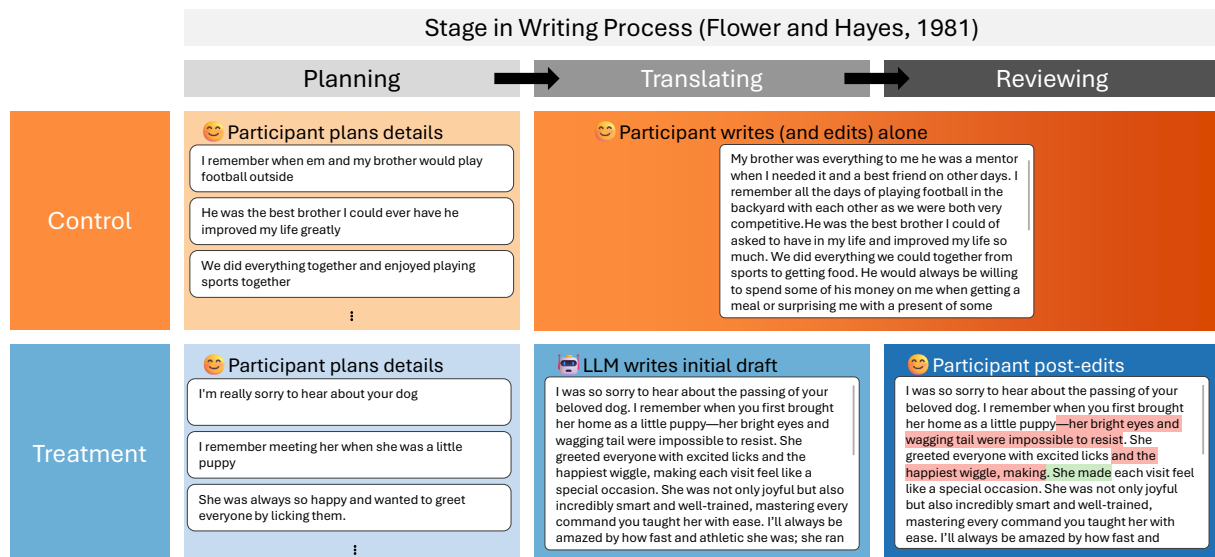 Stage in Writing Process (Flower and Hayes, 1981)
Planning
Translating
Reviewing
Control
Participant plans details
I remember when em and my brother would play
football outside
He was the best brother I could ever have he
improved my life greatly
We did everything together and enjoyed playing
sports together
Participant writes (and edits) alone
My brother was everything to me he was a mentor
when I needed it and a best friend on other days. I
remember all the days of playing football in the
backyard with each other as we were both very
competitive.He was the best brother I could of
asked to have in my life and improved my life so
much. We did everything we could together from
sports to getting food. He would always be willing
to spend some of his money on me when getting a
meal or surprising me with a present of some
Treatment
Participant plans details
I'm really sorry to hear about your dog
I remember meeting her when she was a little
puppy
She was always so happy and wanted to greet
everyone by licking them.
LLM writes initial draft
I was so sorry to hear about the passing of your
beloved dog. I remember when you first brought
her home as a little puppy—her bright eyes and
wagging tail were impossible to resist. She
greeted everyone with excited licks and the
happiest wiggle, making each visit feel like a
special occasion. She was not only joyful but also
incredibly smart and well-trained, mastering every
command you taught her with ease. I'll always be
amazed by how fast and athletic she was; she ran
Participant post-edits
I was so sorry to hear about the passing of your
beloved dog. I remember when you first brought
her home as a little puppy—her bright eyes and
wagging tail were impossible to resist. She
greeted everyone with excited licks and the
happiest wiggle, making. She made each visit feel
like a special occasion. She was not only joyful
but also incredibly smart and well-trained,
mastering every command you taught her with
ease. I'll always be amazed by how fast and